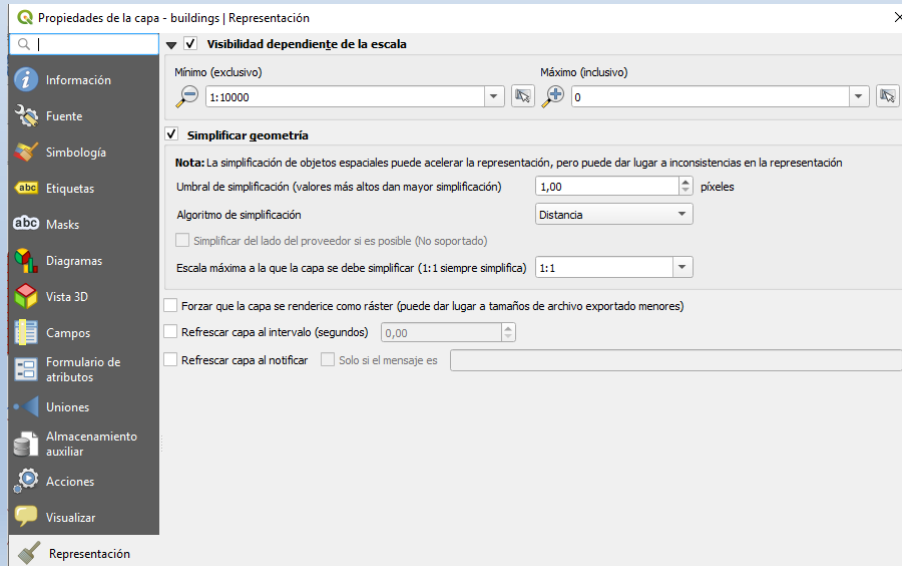 Propiedades de la capa - buildings | Representación
Visibilidad dependiente de la escala
Mínimo (exclusivo)
Máximo (inclusivo)
1:10000
0
Información
Fuente
Simbología
abc Etiquetas
abc Masks
Diagramas
Vista 3D
Campos
Formulario de
atributos
Uniones
Almacenamiento
auxiliar
Acciones
Visualizar
Representación
Simplificar geometría
Nota: La simplificación de objetos espaciales puede acelerar la representación, pero puede dar lugar a inconsistencias en la representación
Umbral de simplificación (valores más altos dan mayor simplificación) 1,00 píxeles
Algoritmo de simplificación Distancia
Simplificar del lado del proveedor si es posible (No soportado)
Escala máxima a la que la capa se debe simplificar (1:1 siempre simplifica) 1:1
Forzar que la capa se renderice como ráster (puede dar lugar a tamaños de archivo exportado menores)
Refrescar capa al intervalo (segundos) 0,00
Refrescar capa al notificar Solo si el mensaje es